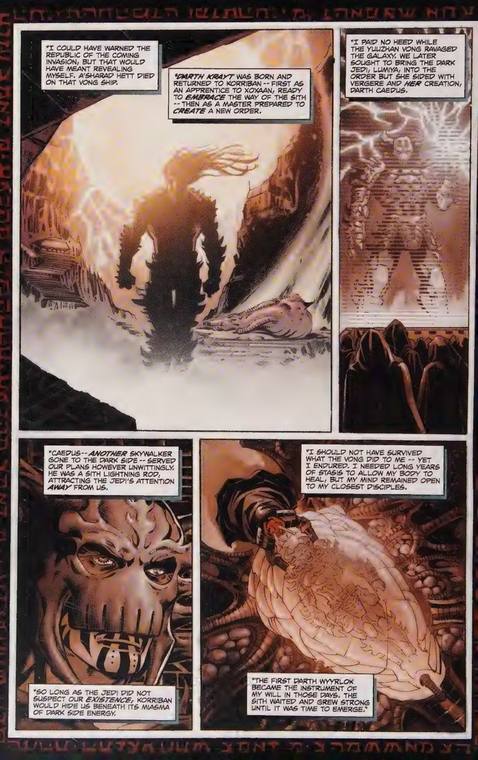 "I COULD HAVE WARNED THE
REPUBLIC OF THE COMING
INVASION, BUT THAT WOULD
HAVE MEANT REVEALING
MYSELF. A'SHARAD HETT DIED
ON THAT VONG SHIP.
"DARTH KRAYT WAS BORN AND
RETURNED TO KORRIBAN -- FIRST AS
AN APPRENTICE TO XOXAAN, READY
TO EMBRACE THE WAY OF THE SITH
-- THEN AS A MASTER PREPARED TO
CREATE A NEW ORDER.
"I PAID NO HEED WHILE
THE YUUZHAN VONG RAVAGED
THE GALAXY. WE LATER
SOUGHT TO BRING THE DARK
JEDI, LUMIYA, INTO THE
ORDER BUT SHE SIDED WITH
VERGERE AND HER CREATION,
DARTH CAEDUS.
"CAEDUS -- ANOTHER SKYWALKER
GONE TO THE DARK SIDE -- SERVED
OUR PLANS HOWEVER UNWITTINGLY.
HE WAS A SITH LIGHTNING ROD,
ATTRACTING THE JEDI'S ATTENTION
AWAY FROM US.
"SO LONG AS THE JEDI DID NOT
SUSPECT OUR EXISTENCE, KORRIBAN
WOULD HIDE US BENEATH ITS MIASMA
OF DARK SIDE ENERGY.
"I SHOULD NOT HAVE SURVIVED
WHAT THE VONG DID TO ME -- YET
I ENDURED. I NEEDED LONG YEARS
OF STASIS TO ALLOW MY BODY TO
HEAL, BUT MY MIND REMAINED OPEN
TO MY CLOSEST DISCIPLES.
"THE FIRST DARTH WYYRLOK
BECAME THE INSTRUMENT OF
MY WILL IN THOSE DAYS. THE
SITH WAITED AND GREW STRONG
UNTIL IT WAS TIME TO EMERGE."